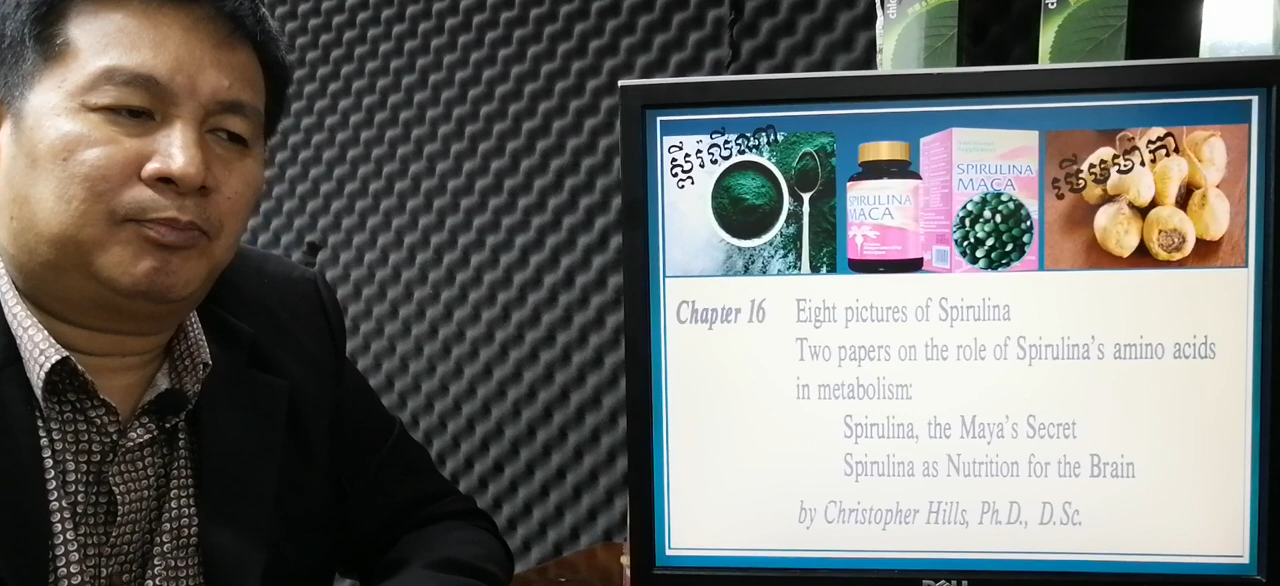 ស្ពីរូលីណា
SPIRULINA
MACA
SPIRULINA
MACA
មើមម៉ាកា
Chapter 16 Eight pictures of Spirulina
Two papers on the role of Spirulina's amino acids
in metabolism:
Spirulina, the Maya's Secret
Spirulina as Nutrition for the Brain
by Christopher Hills, Ph.D., D.Sc.